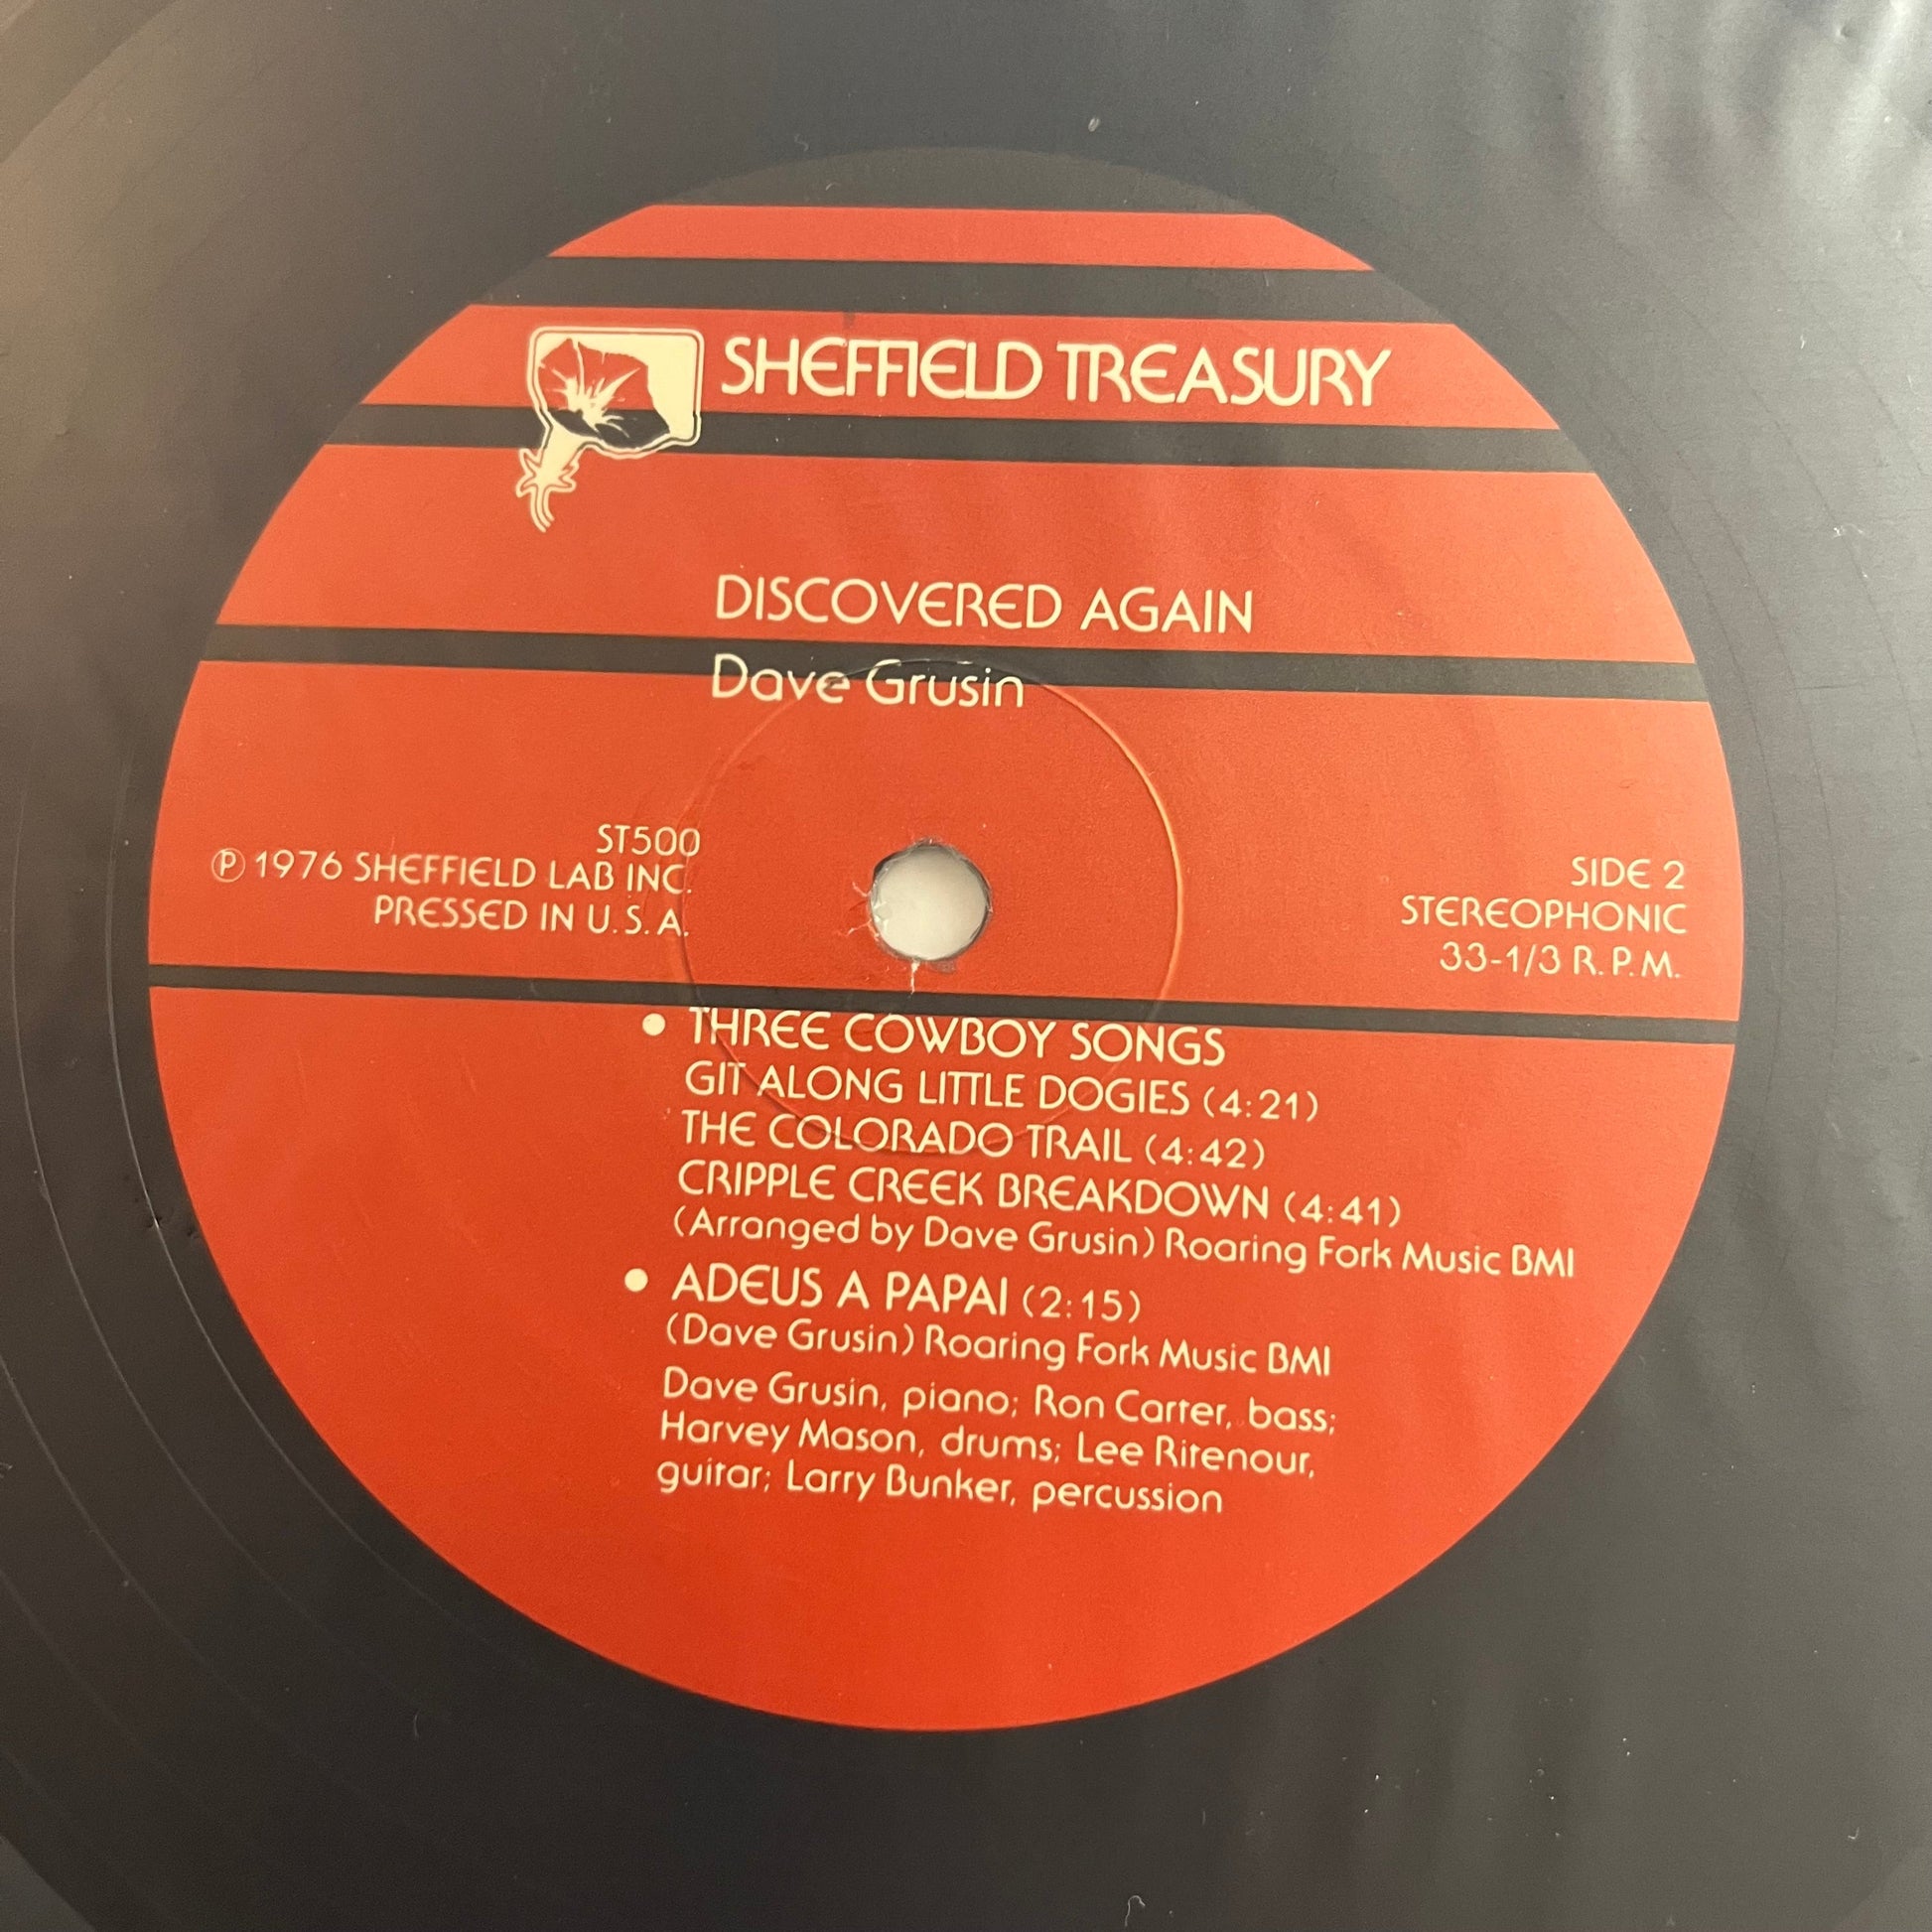 SHEFFIELD TREASURY
DISCOVERED AGAIN
Dave Grusin
ST500
℗ 1976 SHEFFIELD LAB INC.
PRESSED IN U.S.A.
SIDE 2
STEREOPHONIC
33-1/3 R.P.M.
• THREE COWBOY SONGS
GIT ALONG LITTLE DOGIES (4:21)
THE COLORADO TRAIL (4:42)
CRIPPLE CREEK BREAKDOWN (4:41)
(Arranged by Dave Grusin) Roaring Fork Music BMI
• ADEUS A PAPAI (2:15)
(Dave Grusin) Roaring Fork Music BMI
Dave Grusin, piano; Ron Carter, bass;
Harvey Mason, drums; Lee Ritenour,
guitar; Larry Bunker, percussion